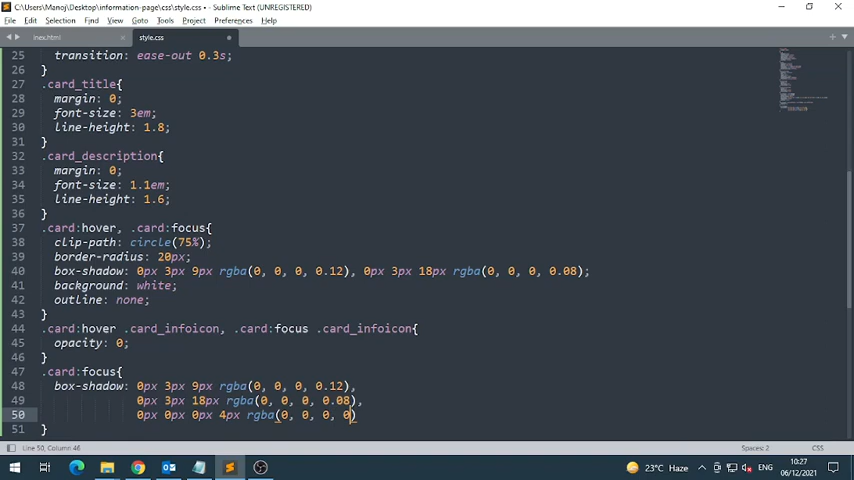 C:\Users\Manoj\Desktop\information-page\css\style.css • - Sublime Text (UNREGISTERED)
File Edit Selection Find View Goto Tools Project Preferences Help
inex.html
style.css
25 transition: ease-out 0.3s;
26 }
27 .card_title{
28 margin: 0;
29 font-size: 3em;
30 line-height: 1.8;
31 }
32 .card_description{
33 margin: 0;
34 font-size: 1.1em;
35 line-height: 1.6;
36 }
37 .card:hover, .card:focus{
38 clip-path: circle(75%);
39 border-radius: 20px;
40 box-shadow: 0px 3px 9px rgba(0, 0, 0, 0.12), 0px 3px 18px rgba(0, 0, 0, 0.08);
41 background: white;
42 outline: none;
43 }
44 .card:hover .card_infoicon, .card:focus .card_infoicon{
45 opacity: 0;
46 }
47 .card:focus{
48 box-shadow: 0px 3px 9px rgba(0, 0, 0, 0.12),
49 0px 3px 18px rgba(0, 0, 0, 0.08),
50 0px 0px 0px 4px rgba(0, 0, 0, 0)
51 }
Line 50, Column 46
Spaces: 2
CSS
23°C Haze
ENG
10:27
06/12/2021